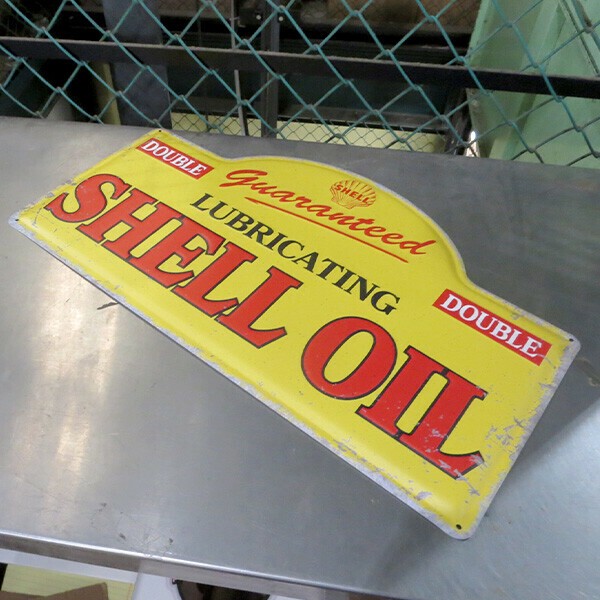 DOUBLE
Guaranteed
SHELL
LUBRICATING
DOUBLE
SHELL OIL